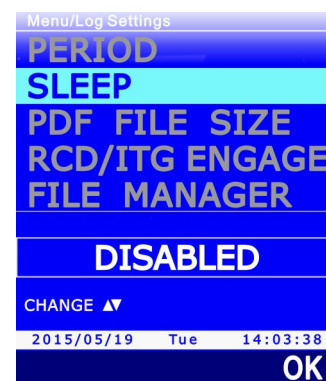 Menu/Log Settings
PERIOD
SLEEP
PDF FILE SIZE
RCD/ITG ENGAGE
FILE MANAGER
DISABLED
CHANGE ▲▼
2015/05/19 Tue 14:03:38
OK